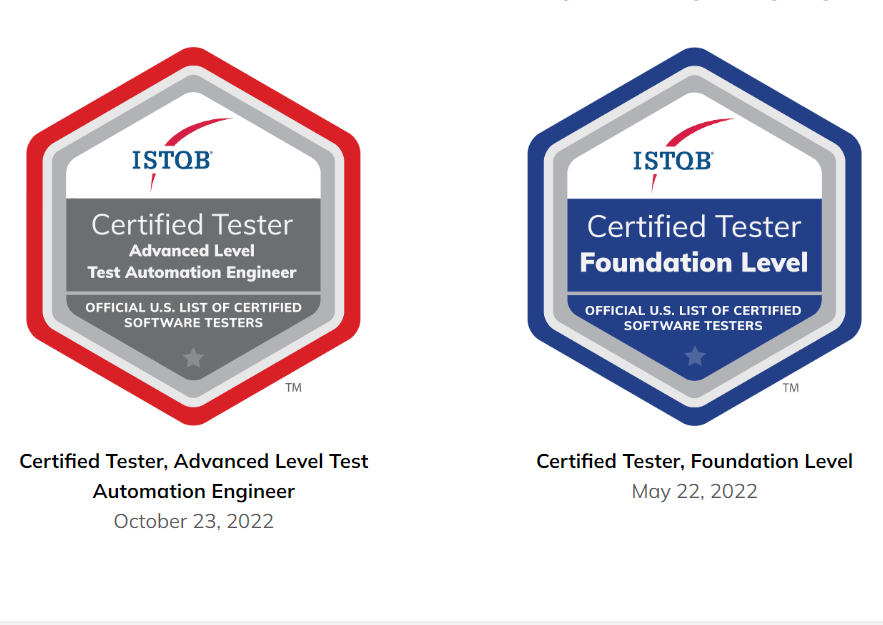 ISTQB®
Certified Tester
Advanced Level
Test Automation Engineer
OFFICIAL U.S. LIST OF CERTIFIED
SOFTWARE TESTERS
TM
Certified Tester, Advanced Level Test
Automation Engineer
October 23, 2022
ISTQB®
Certified Tester
Foundation Level
OFFICIAL U.S. LIST OF CERTIFIED
SOFTWARE TESTERS
TM
Certified Tester, Foundation Level
May 22, 2022